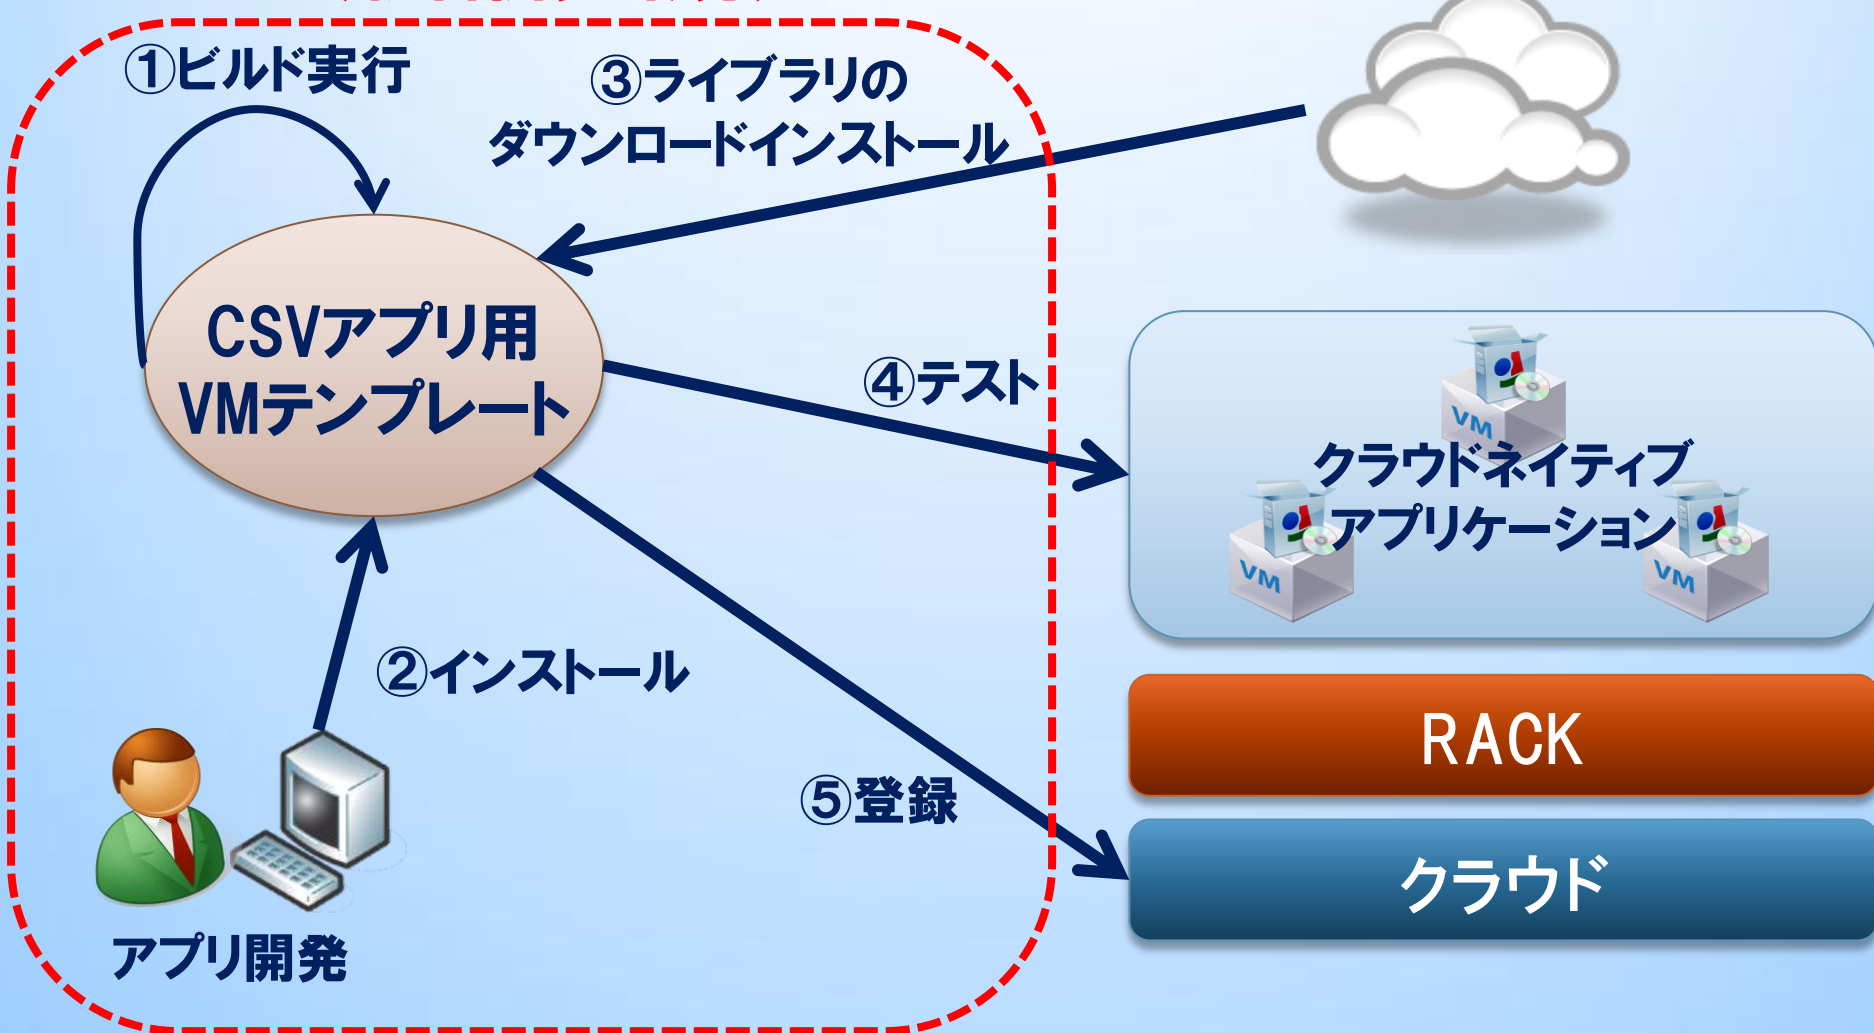 ①ビルド実行
③ライブラリの
ダウンロードインストール
CSVアプリ用
VMテンプレート
④テスト
VM
クラウドネイティブ
アプリケーション
VM
VM
②インストール
RACK
⑤登録
クラウド
アプリ開発